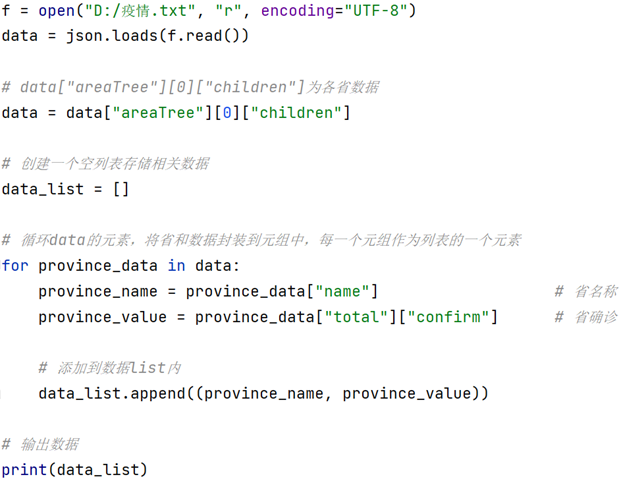 f = open("D:/疫情.txt", "r", encoding="UTF-8")
data = json.loads(f.read())
# data["areaTree"][0]["children"]为各省数据
data = data["areaTree"][0]["children"]
# 创建一个空列表存储相关数据
data_list = []
# 循环data的元素，将省和数据封装到元组中，每一个元组作为列表的一个元素
for province_data in data:
    province_name = province_data["name"]                   # 省名称
    province_value = province_data["total"]["confirm"]      # 省确诊
    # 添加到数据list内
    data_list.append((province_name, province_value))
# 输出数据
print(data_list)